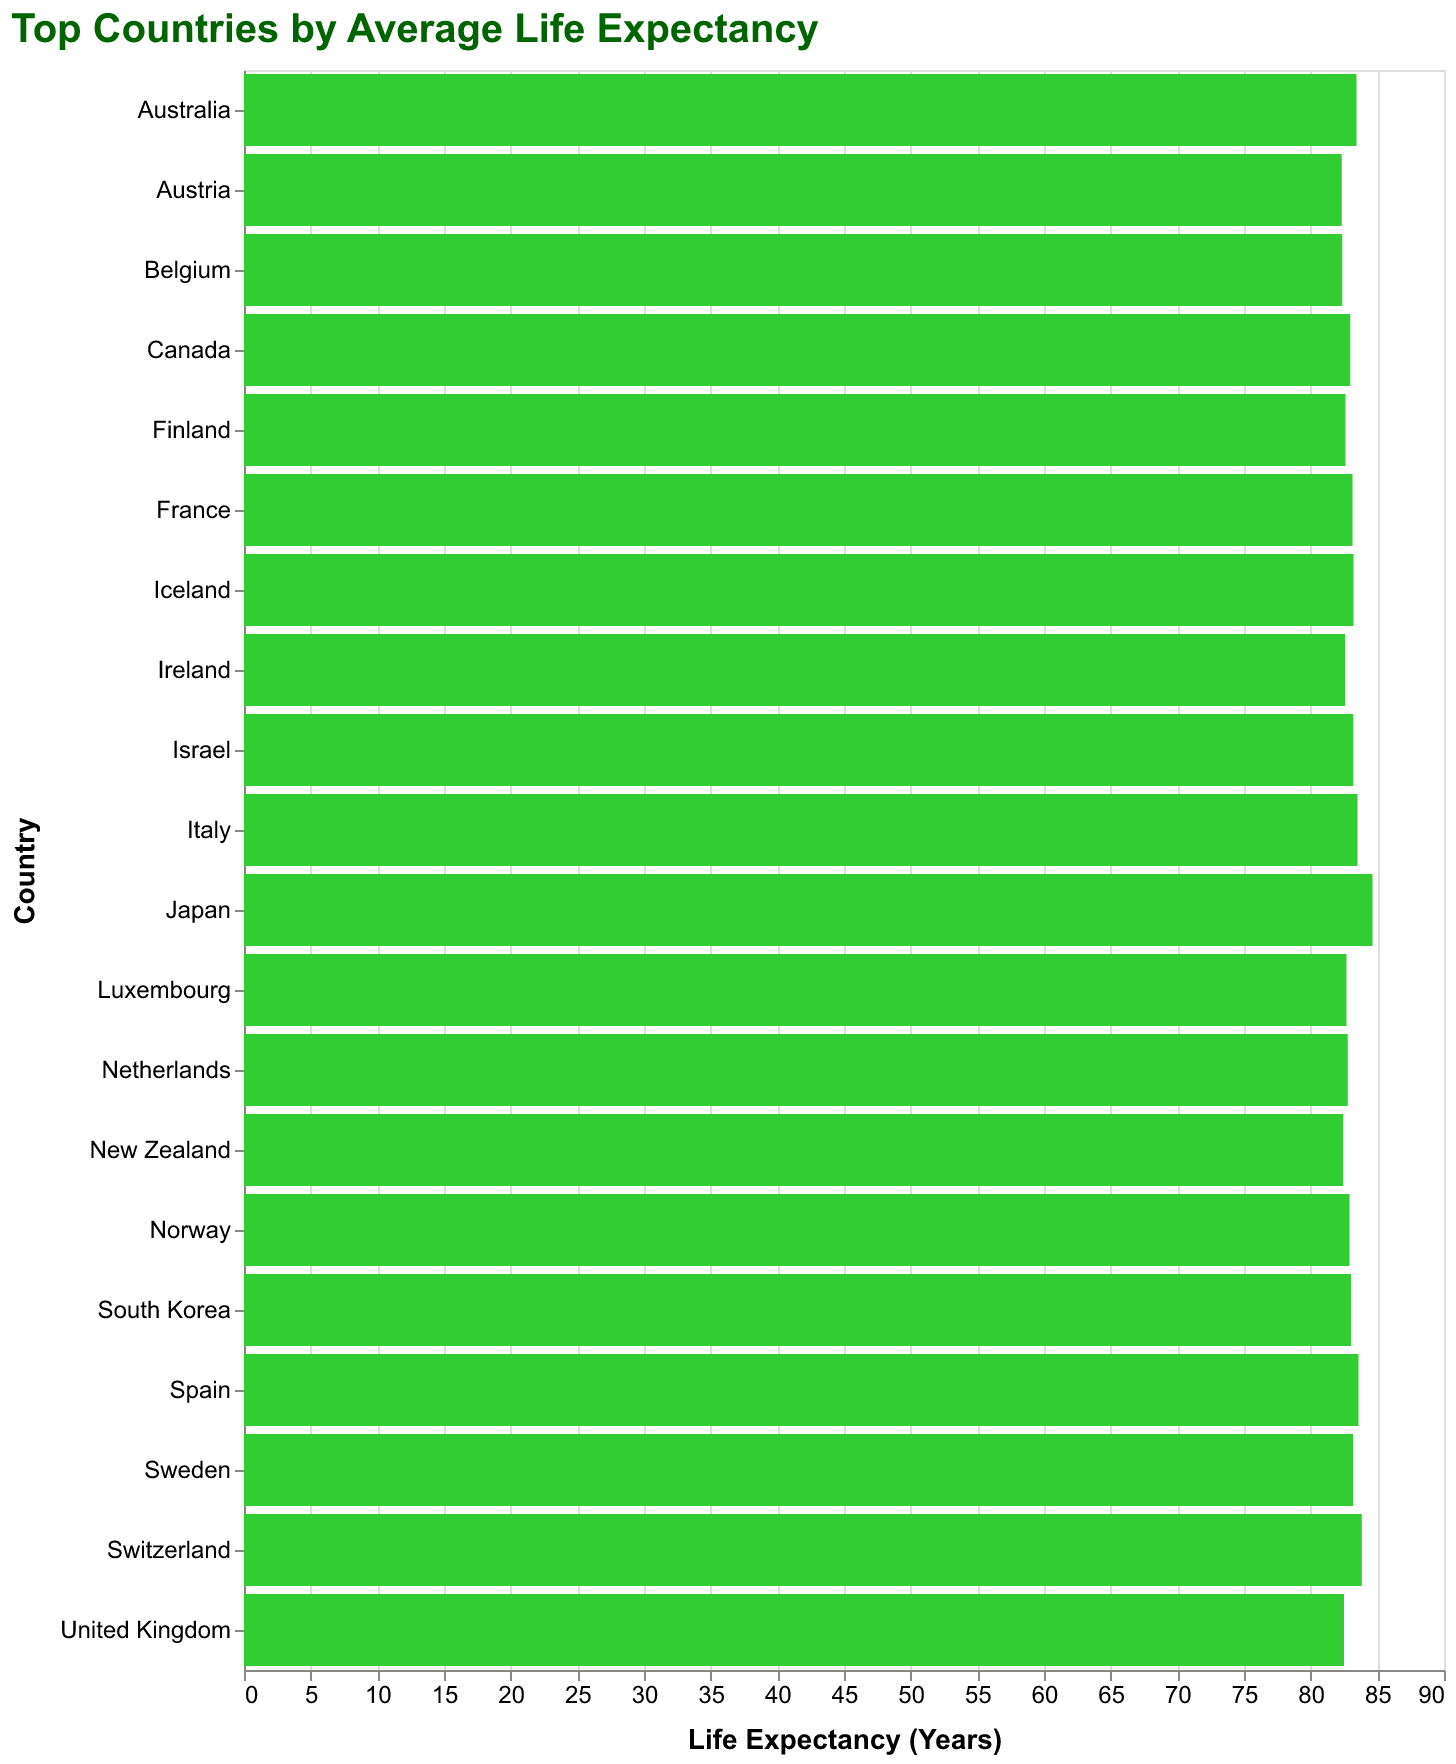 Top Countries by Average Life Expectancy
Country
Australia
Austria
Belgium
Canada
Finland
France
Iceland
Ireland
Israel
Italy
Japan
Luxembourg
Netherlands
New Zealand
Norway
South Korea
Spain
Sweden
Switzerland
United Kingdom
0 5 10 15 20 25 30 35 40 45 50 55 60 65 70 75 80 85 90
Life Expectancy (Years)